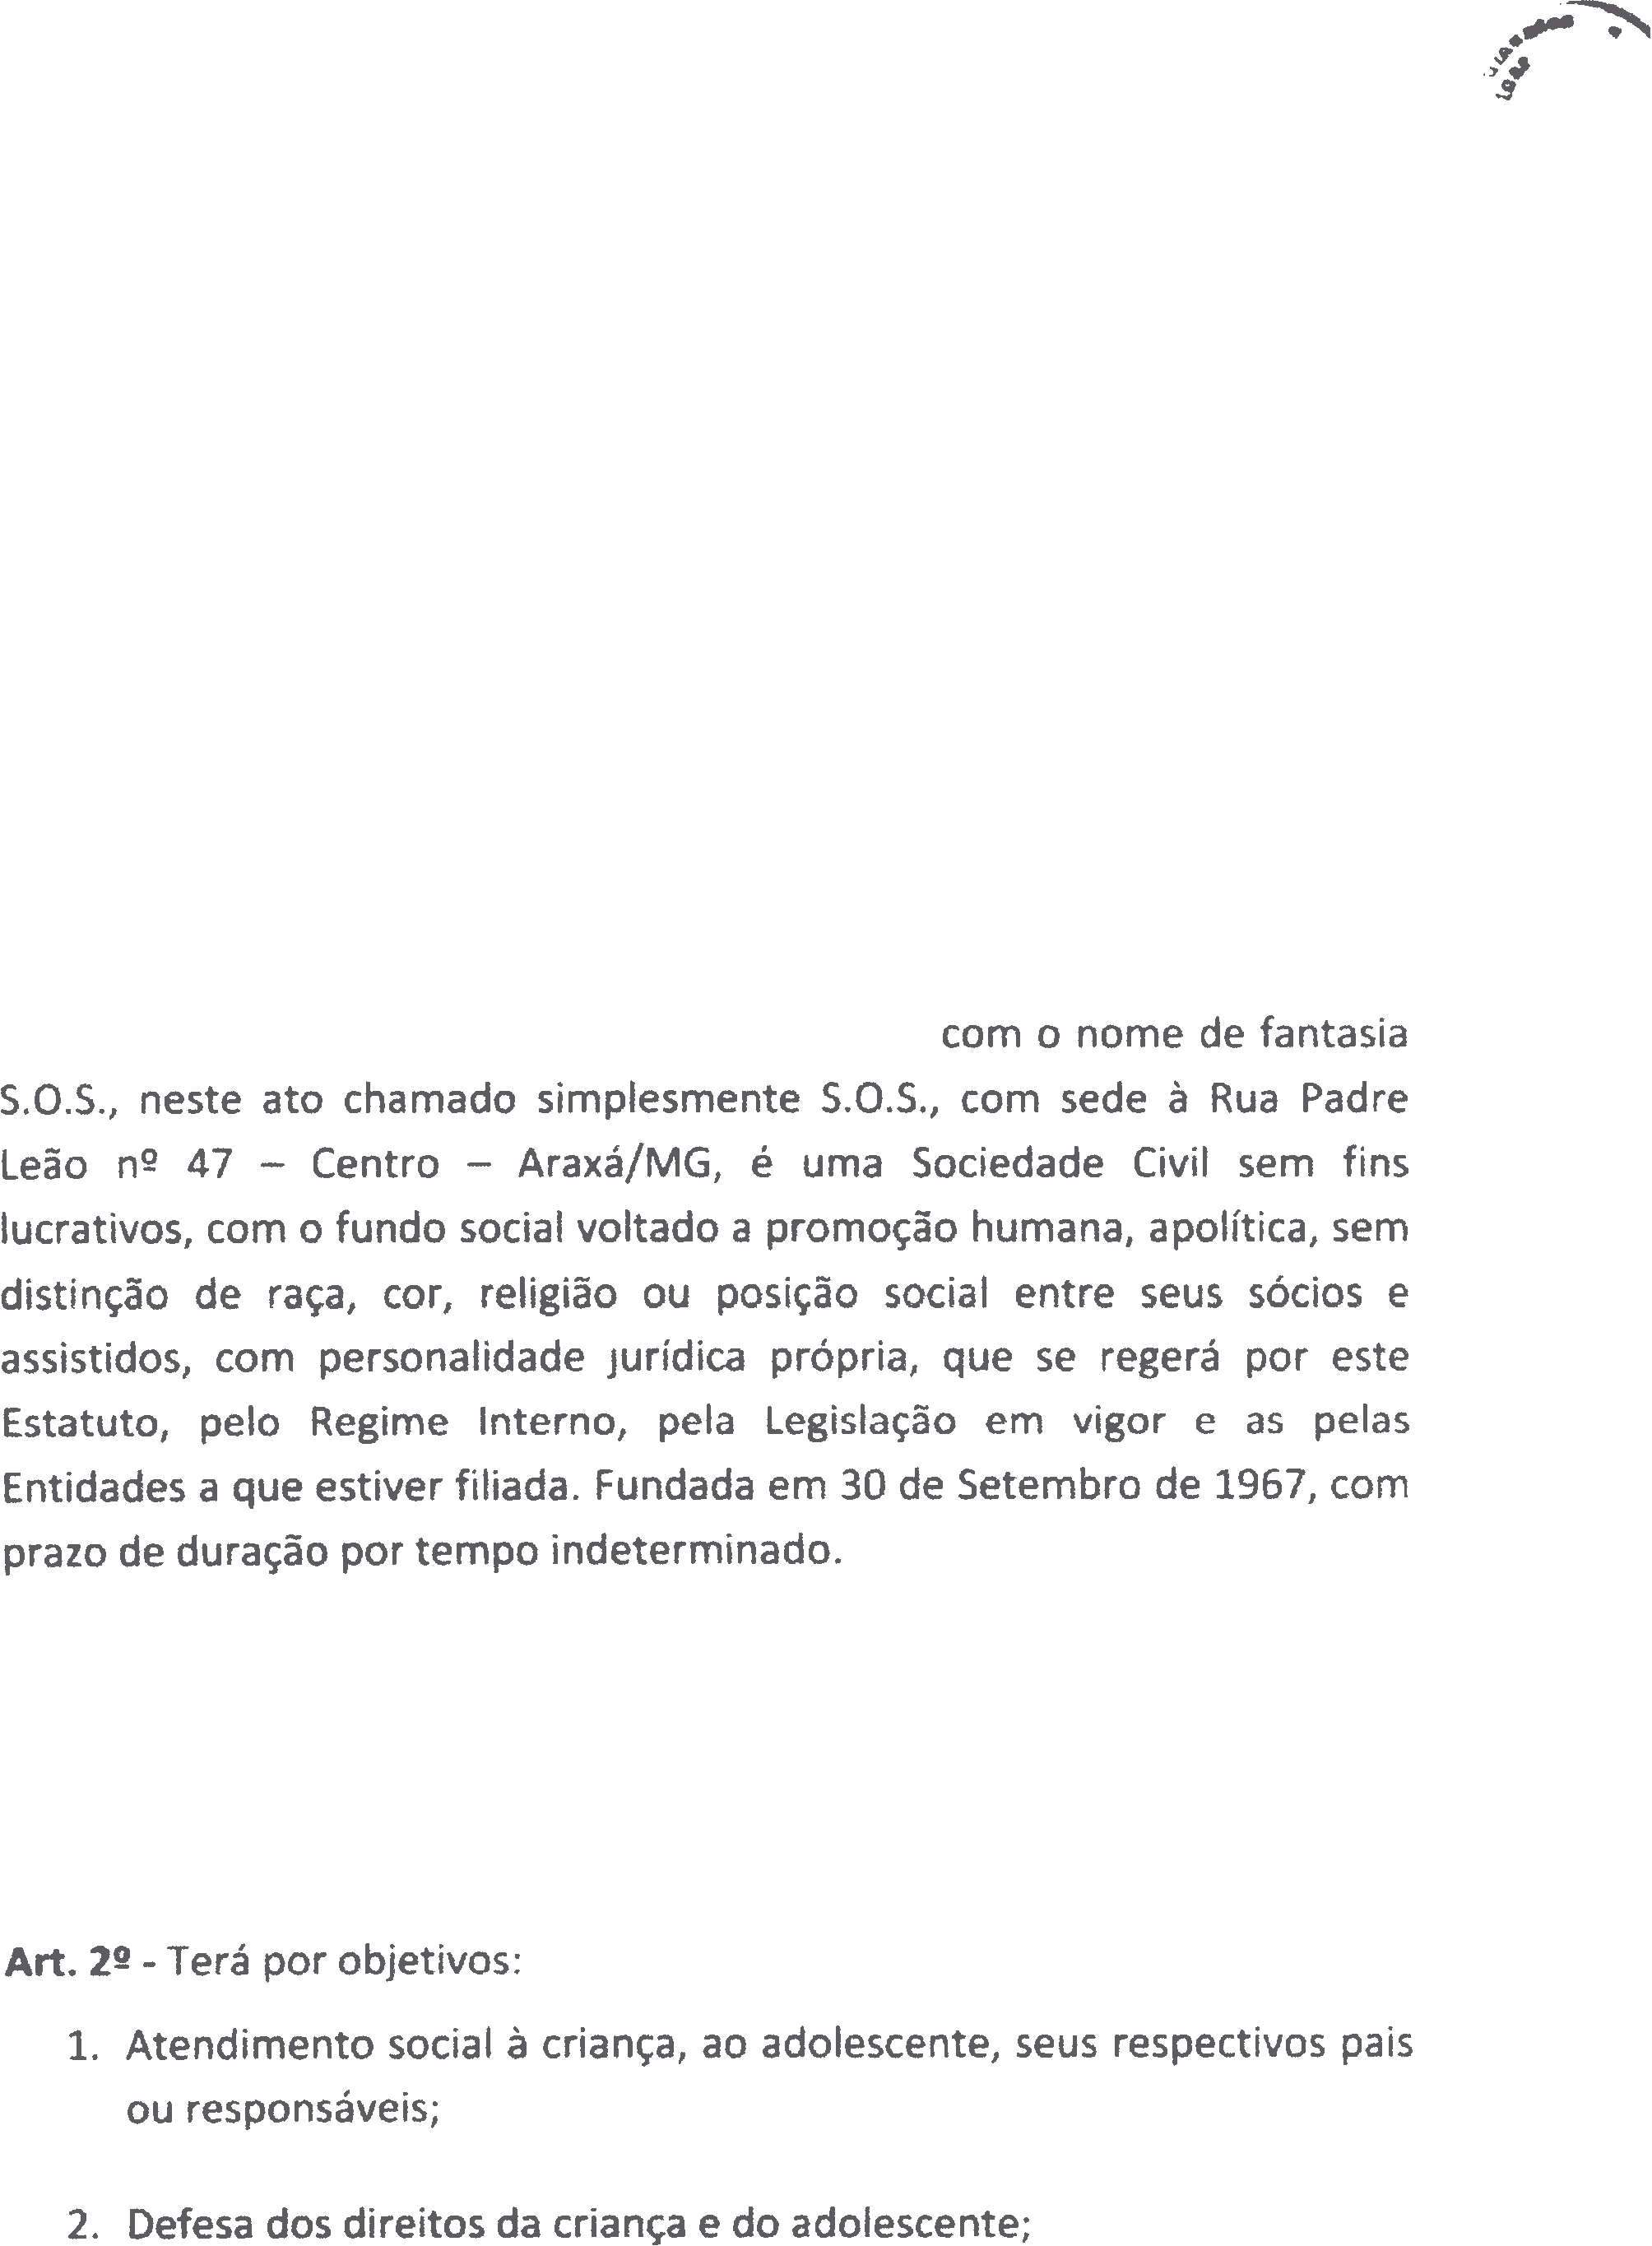 com o nome de fantasia
S.O.S., neste ato chamado simplesmente S.O.S., com sede à Rua Padre
Leão nº 47 – Centro – Araxá/MG, é uma Sociedade Civil sem fins
lucrativos, com o fundo social voltado a promoção humana, apolítica, sem
distinção de raça, cor, religião ou posição social entre seus sócios e
assistidos, com personalidade jurídica própria, que se regerá por este
Estatuto, pelo Regime Interno, pela Legislação em vigor e as pelas
Entidades a que estiver filiada. Fundada em 30 de Setembro de 1967, com
prazo de duração por tempo indeterminado.
Art. 2º - Terá por objetivos:
1. Atendimento social à criança, ao adolescente, seus respectivos pais
ou responsáveis;
2. Defesa dos direitos da criança e do adolescente;